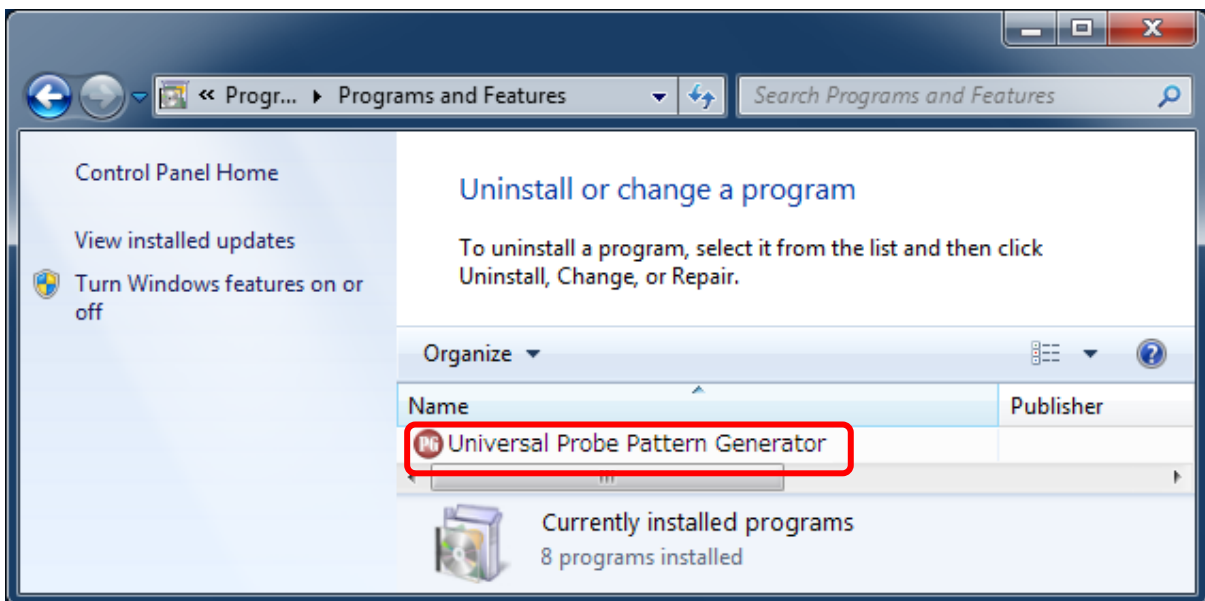 « Progr... ▸ Programs and Features
Search Programs and Features
Control Panel Home
View installed updates
Turn Windows features on or
off
Uninstall or change a program
To uninstall a program, select it from the list and then click
Uninstall, Change, or Repair.
Organize
Name
Publisher
PG Universal Probe Pattern Generator
Currently installed programs
8 programs installed